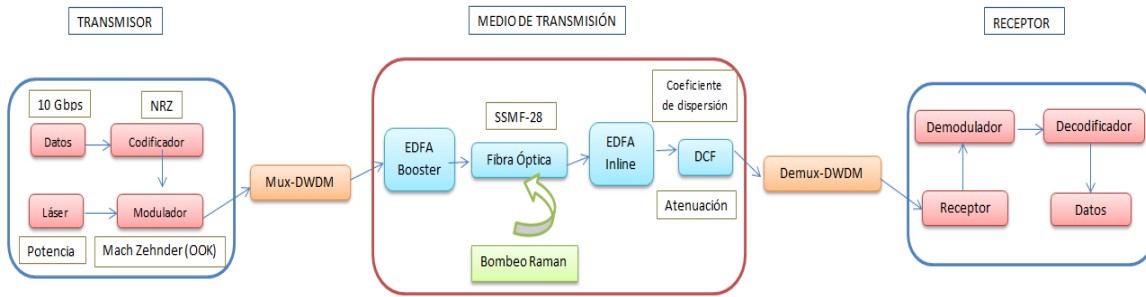 TRANSMISOR
MEDIO DE TRANSMISIÓN
RECEPTOR
10 Gbps
NRZ
Datos
Codificador
Láser
Modulador
Potencia
Mach Zehnder (OOK)
Mux-DWDM
EDFA
Booster
SSMF-28
Fibra Óptica
Bombeo Raman
EDFA
Inline
Coeficiente
de dispersión
DCF
Atenuación
Demux-DWDM
Demodulador
Decodificador
Receptor
Datos